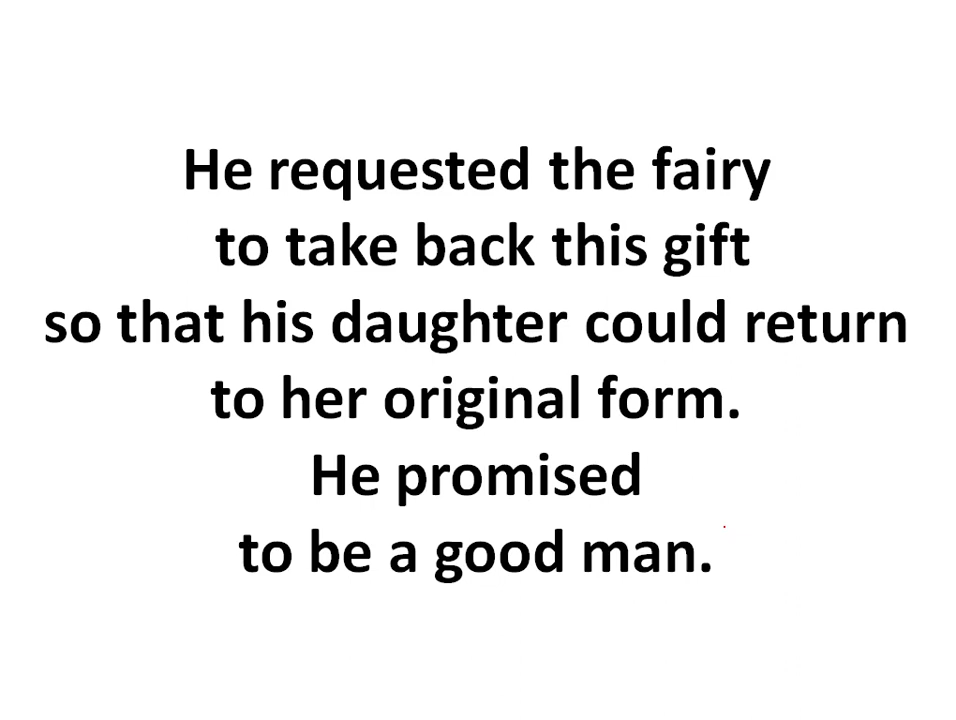 He requested the fairy
to take back this gift
so that his daughter could return
to her original form.
He promised
to be a good man.